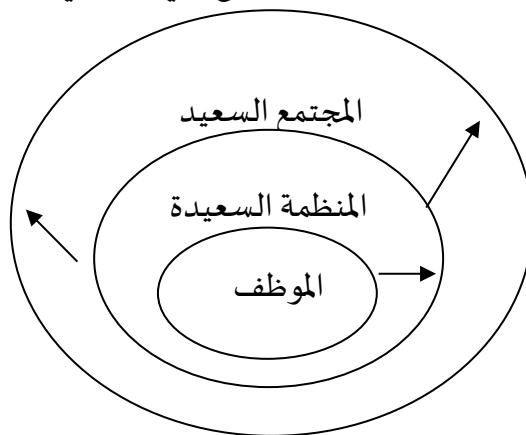 المجتمع السعيد
المنظمة السعيدة
الموظف